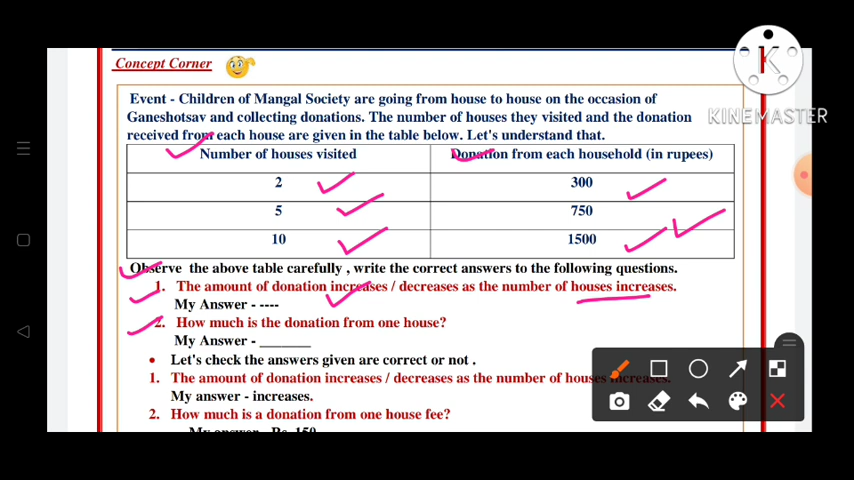 Concept Corner
KINEMASTER
Event - Children of Mangal Society are going from house to house on the occasion of
Ganeshotsav and collecting donations. The number of houses they visited and the donation
received from each house are given in the table below. Let's understand that.
Number of houses visited Donation from each household (in rupees)
2 300
5 750
10 1500
Observe the above table carefully , write the correct answers to the following questions.
1. The amount of donation increases / decreases as the number of houses increases.
My Answer - ----
2. How much is the donation from one house?
My Answer - _______
• Let's check the answers given are correct or not .
1. The amount of donation increases / decreases as the number of houses increases.
My answer - increases.
2. How much is a donation from one house fee?
My answer - Rs. 150